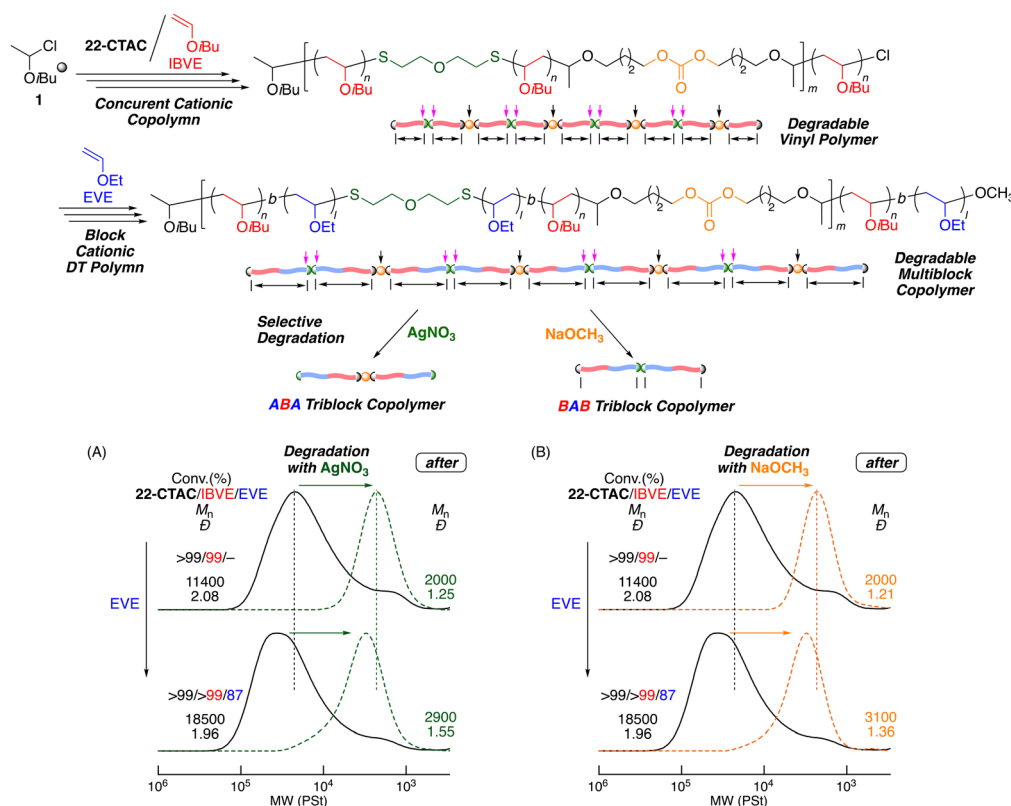 Cl
OiBu
1
22-CTAC
OiBu
IBVE
Concurent Cationic
Copolymn
OiBu
n
OiBu
S
O
S
n
OiBu
O
2
O
O
O
2
O
m
n
OiBu
Cl
Degradable
Vinyl Polymer
OEt
EVE
Block
Cationic
DT Polymn
OiBu
n
OiBu
b
l
OEt
S
O
S
l
OEt
b
n
OiBu
O
2
O
O
O
2
O
m
n
OiBu
b
l
OEt
OCH3
Degradable
Multiblock
Copolymer
Selective
Degradation
AgNO3
NaOCH3
ABA Triblock Copolymer
BAB Triblock Copolymer
(A)
Degradation
with AgNO3
after
Conv.(%)
22-CTAC/IBVE/EVE
Mn
Đ
Mn
Đ
>99/99/–
11400
2.08
2000
1.25
EVE
>99/>99/87
18500
1.96
2900
1.55
10^6
10^5
10^4
10^3
MW (PSt)
(B)
Degradation
with NaOCH3
after
Conv.(%)
22-CTAC/IBVE/EVE
Mn
Đ
Mn
Đ
>99/99/–
11400
2.08
2000
1.21
EVE
>99/>99/87
18500
1.96
3100
1.36
10^6
10^5
10^4
10^3
MW (PSt)